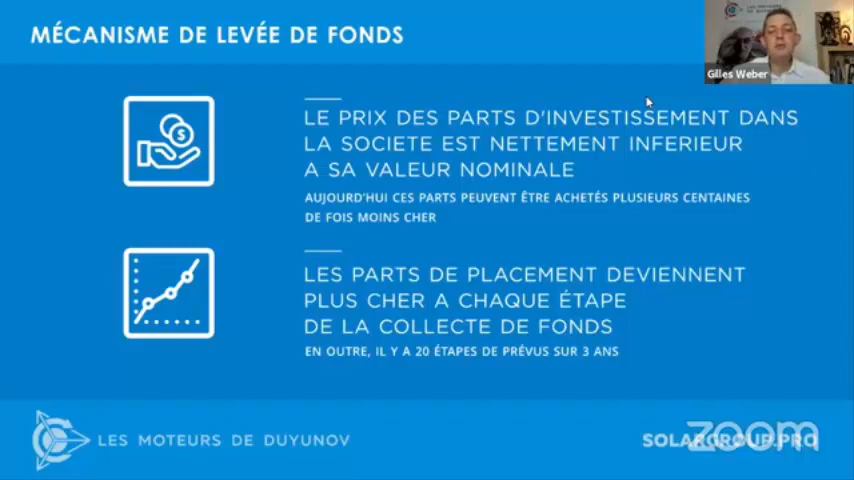 MÉCANISME DE LEVÉE DE FONDS
Gilles Weber
LE PRIX DES PARTS D'INVESTISSEMENT DANS
LA SOCIETE EST NETTEMENT INFERIEUR
A SA VALEUR NOMINALE
AUJOURD'HUI CES PARTS PEUVENT ÊTRE ACHETÉS PLUSIEURS CENTAINES
DE FOIS MOINS CHER
LES PARTS DE PLACEMENT DEVIENNENT
PLUS CHER A CHAQUE ÉTAPE
DE LA COLLECTE DE FONDS
EN OUTRE, IL Y A 20 ÉTAPES DE PRÉVUS SUR 3 ANS
LES MOTEURS DE DUYUNOV
SOLARGROUP.PRO
zoom